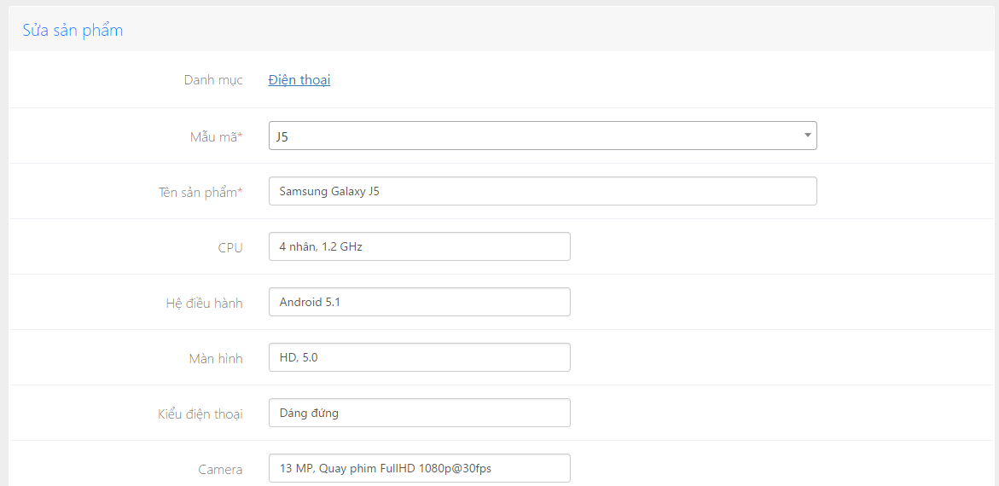 Sửa sản phẩm
Danh mục Điện thoại
Mẫu mã* J5
Tên sản phẩm* Samsung Galaxy J5
CPU 4 nhân, 1.2 GHz
Hệ điều hành Android 5.1
Màn hình HD, 5.0
Kiểu điện thoại Dáng đứng
Camera 13 MP, Quay phim FullHD 1080p@30fps